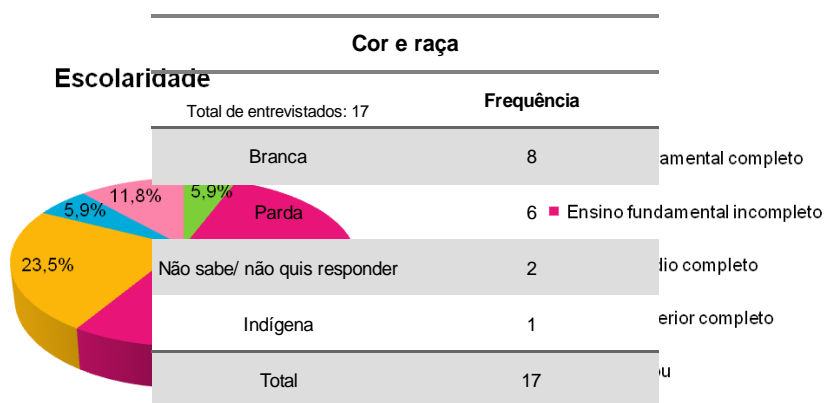 Cor e raça
Escolaridade
Total de entrevistados: 17 Frequência
Branca 8
amental completo
11,8% 5,9%
5,9%
Parda 6
Ensino fundamental incompleto
23,5%
Não sabe/ não quis responder 2
dio completo
Indígena 1
erior completo
Total 17